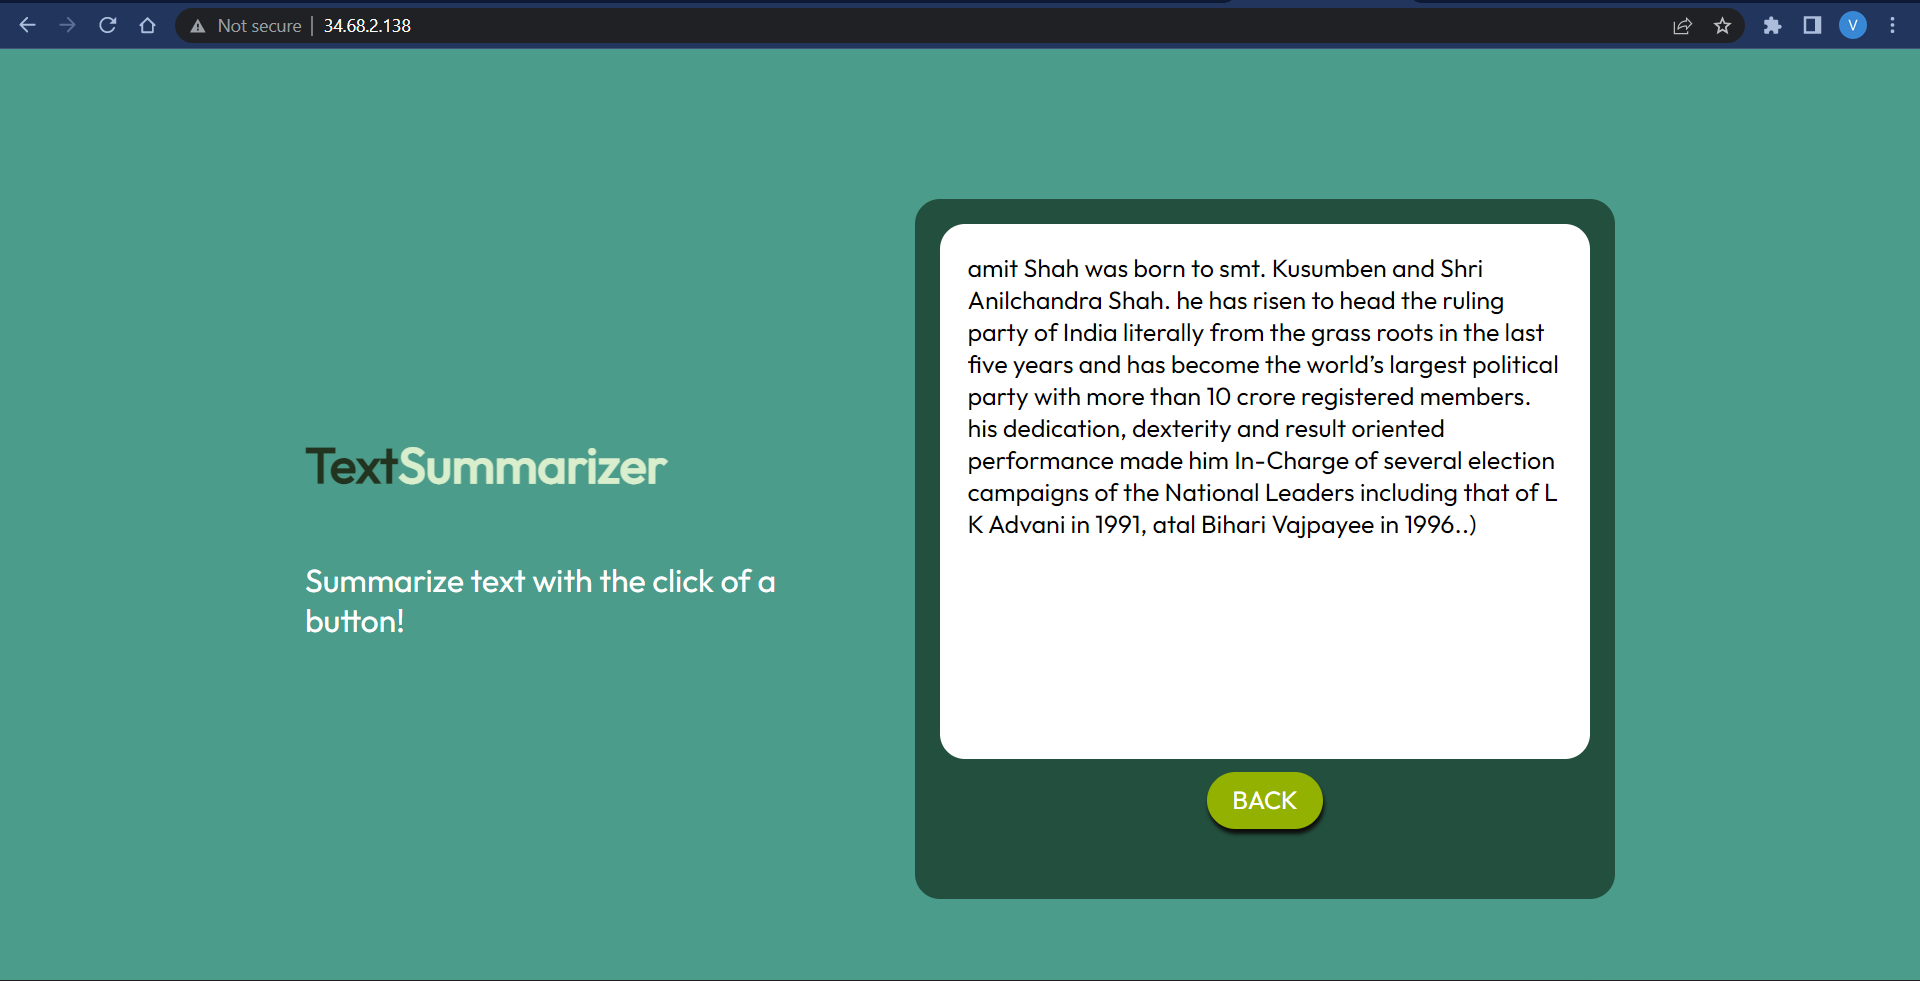 Not secure | 34.68.2.138
V
TextSummarizer
Summarize text with the click of a
button!
amit Shah was born to smt. Kusumben and Shri
Anilchandra Shah. he has risen to head the ruling
party of India literally from the grass roots in the last
five years and has become the world’s largest political
party with more than 10 crore registered members.
his dedication, dexterity and result oriented
performance made him In-Charge of several election
campaigns of the National Leaders including that of L
K Advani in 1991, atal Bihari Vajpayee in 1996..)
BACK